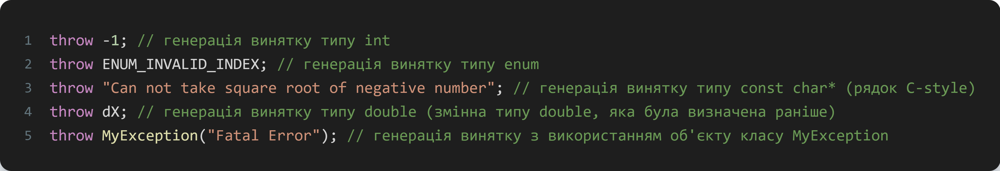 1 throw -1; // генерація винятку типу int
2 throw ENUM_INVALID_INDEX; // генерація винятку типу enum
3 throw "Can not take square root of negative number"; // генерація винятку типу const char* (рядок C-style)
4 throw dX; // генерація винятку типу double (змінна типу double, яка була визначена раніше)
5 throw MyException("Fatal Error"); // генерація винятку з використанням об'єкту класу MyException